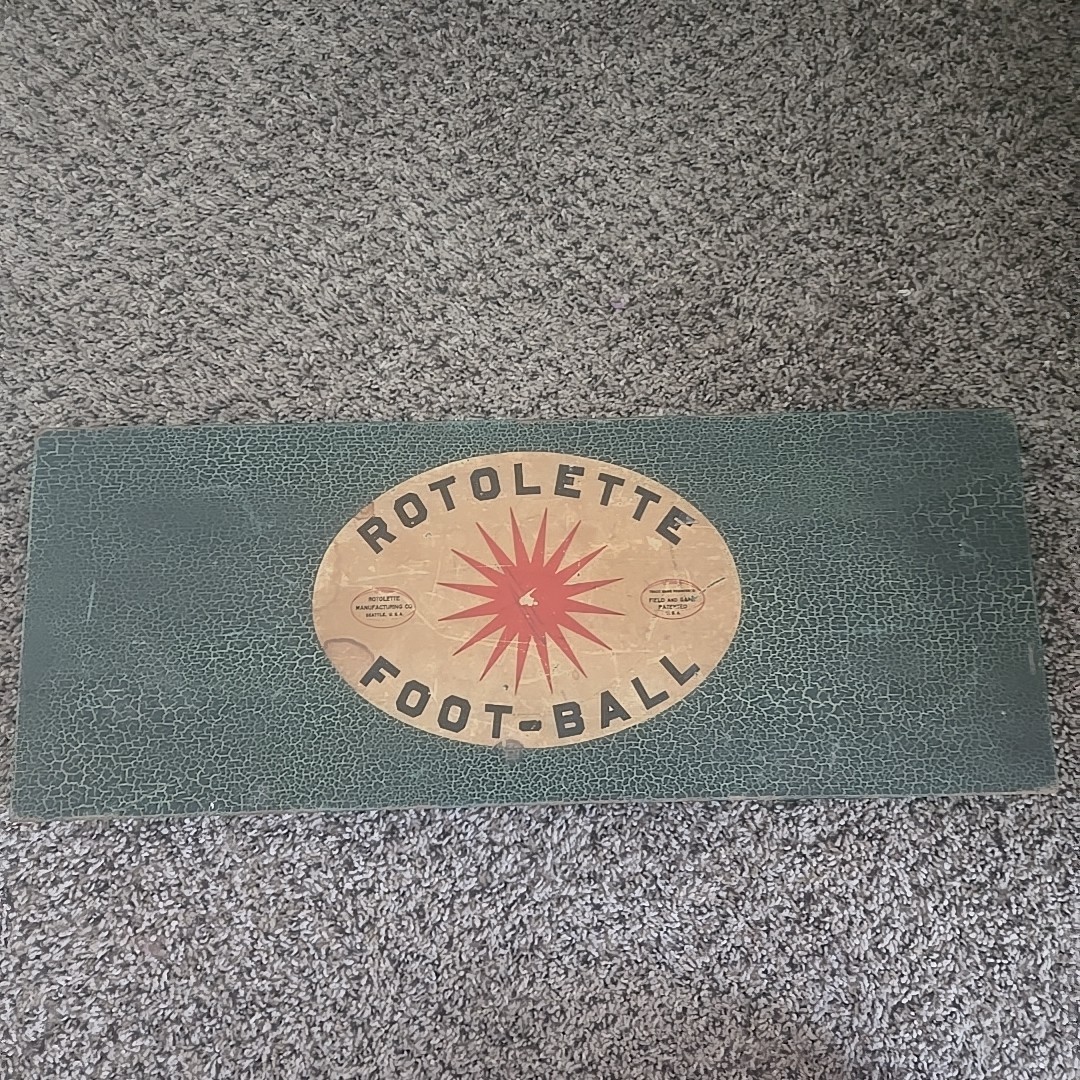 ROTOLETTE
ROTOLETTE
MANUFACTURING CO
SEATTLE, U.S.A.
FIELD AND GAME
PATENTED
U.S.A.
FOOT-BALL